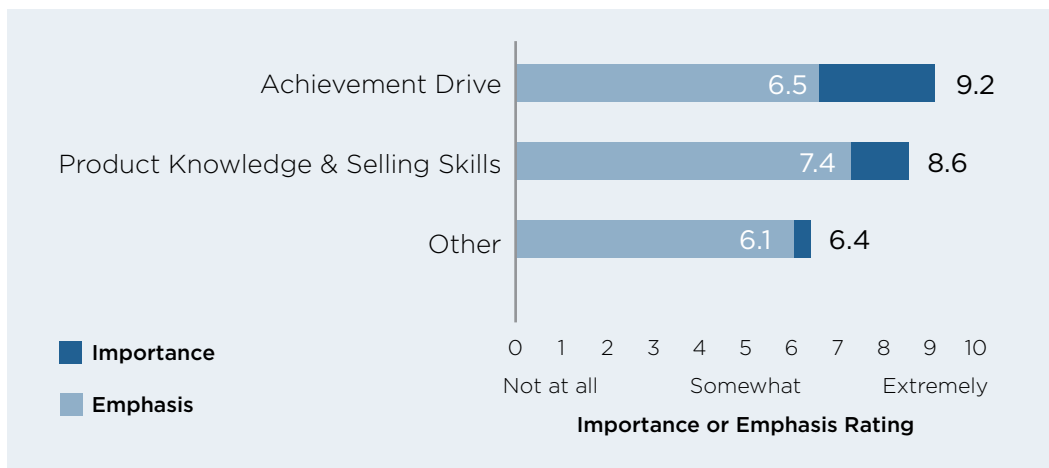 Achievement Drive 6.5 9.2
Product Knowledge & Selling Skills 7.4 8.6
Other 6.1 6.4
Importance
Emphasis
0 1 2 3 4 5 6 7 8 9 10
Not at all Somewhat Extremely
Importance or Emphasis Rating